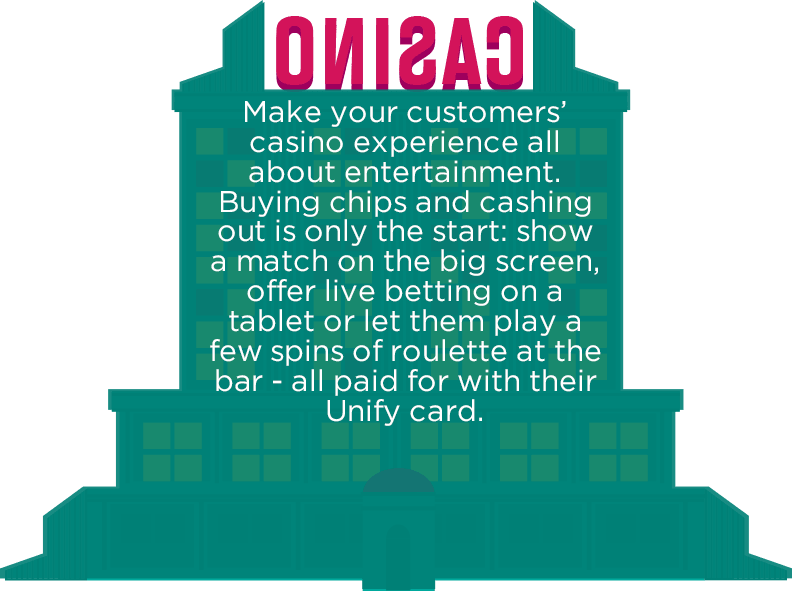 CASINO
Make your customers’
casino experience all
about entertainment.
Buying chips and cashing
out is only the start: show
a match on the big screen,
offer live betting on a
tablet or let them play a
few spins of roulette at the
bar - all paid for with their
Unify card.